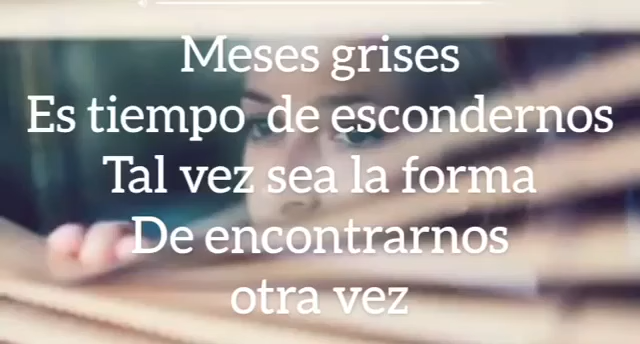 Meses grises
Es tiempo de escondernos
Tal vez sea la forma
De encontrarnos
otra vez